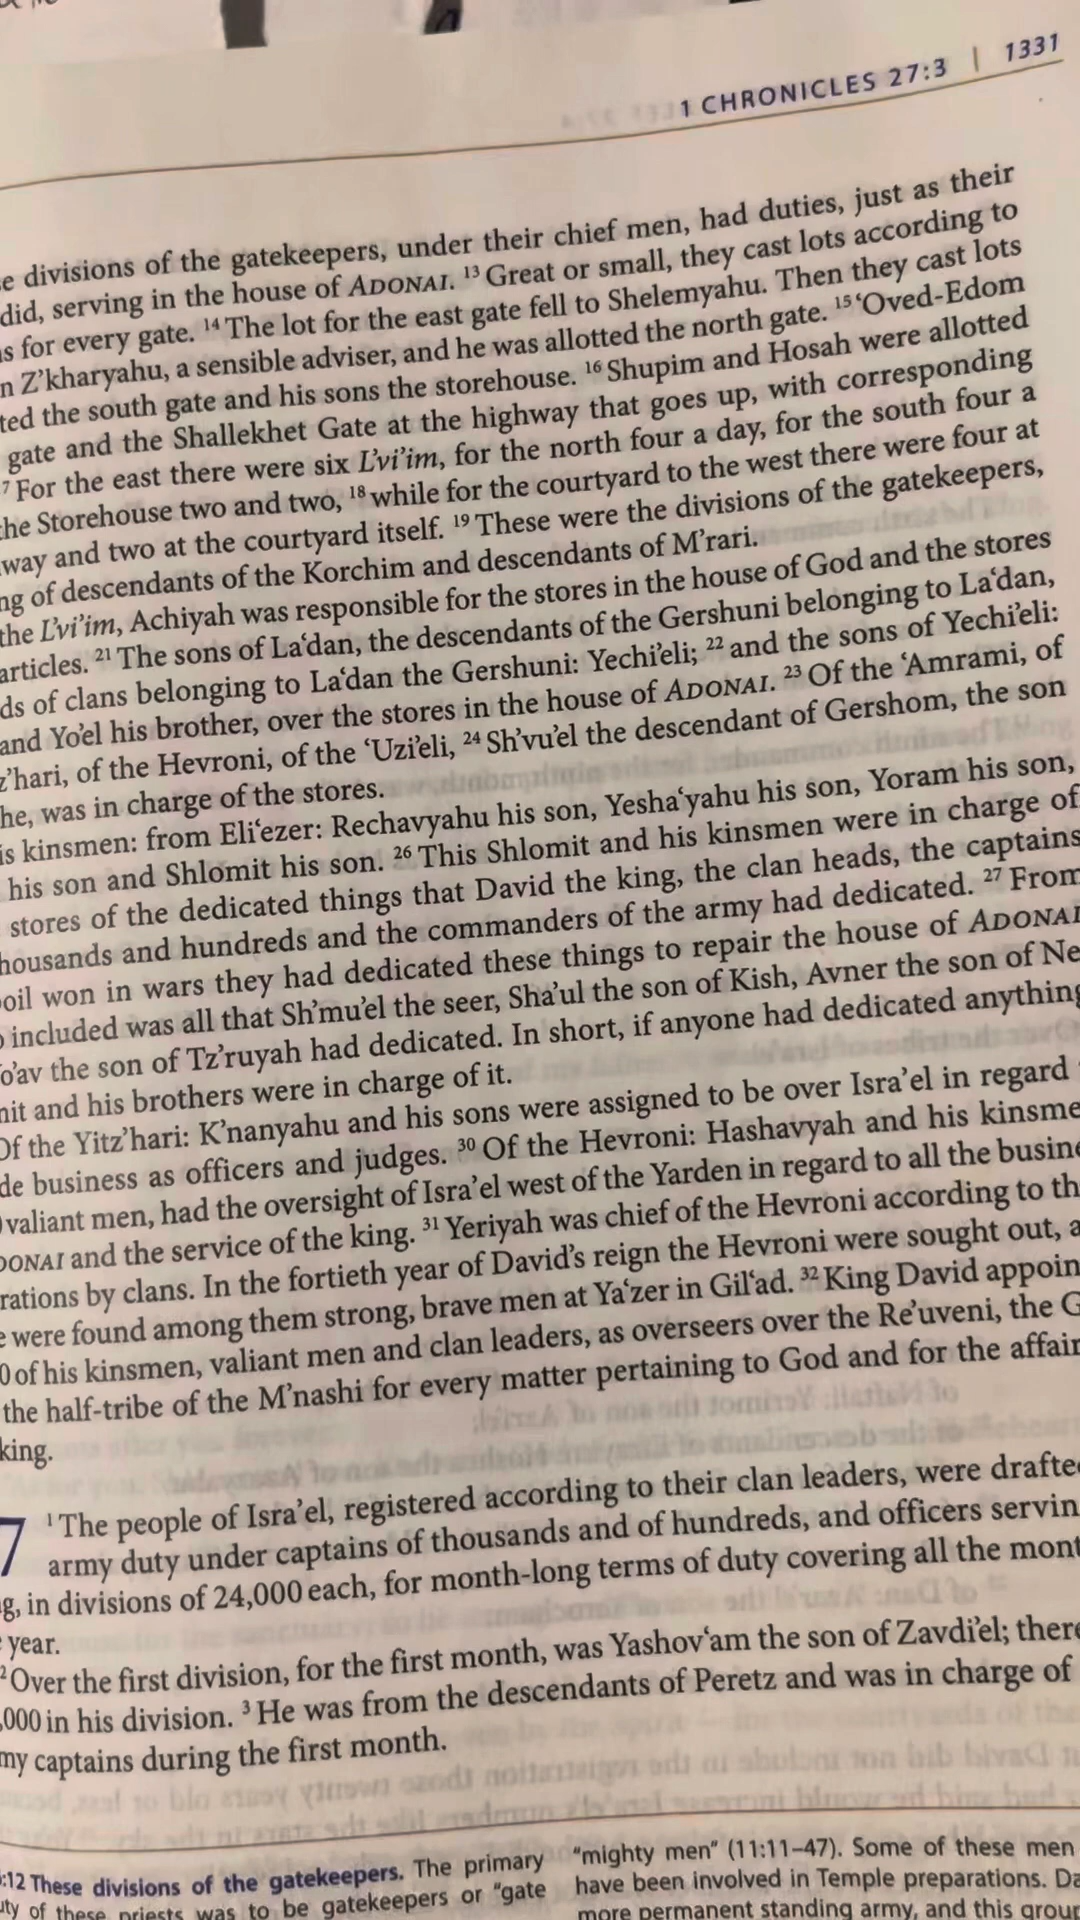 1 CHRONICLES 27:3 | 1331
divisions of the gatekeepers, under their chief men, had duties, just as their
did, serving in the house of ADONAI. 13 Great or small, they cast lots according to
for every gate. 14 The lot for the east gate fell to Shelemyahu. Then they cast lots
Z’kharyahu, a sensible adviser, and he was allotted the north gate. 15 ‘Oved-Edom
the south gate and his sons the storehouse. 16 Shupim and Hosah were allotted
gate and the Shallekhet Gate at the highway that goes up, with corresponding
For the east there were six L’vi’im, for the north four a day, for the south four a
the Storehouse two and two, 18 while for the courtyard to the west there were four at
way and two at the courtyard itself. 19 These were the divisions of the gatekeepers,
of descendants of the Korchim and descendants of M’rari.
the L’vi’im, Achiyah was responsible for the stores in the house of God and the stores
articles. 21 The sons of La‘dan, the descendants of the Gershuni belonging to La‘dan,
of clans belonging to La‘dan the Gershuni: Yechi’eli; 22 and the sons of Yechi’eli:
and Yo’el his brother, over the stores in the house of ADONAI. 23 Of the ‘Amrami, of
z’hari, of the Hevroni, of the ‘Uzi’eli, 24 Sh’vu’el the descendant of Gershom, the son
he, was in charge of the stores.
kinsmen: from Eli‘ezer: Rechavyahu his son, Yesha‘yahu his son, Yoram his son,
his son and Shlomit his son. 26 This Shlomit and his kinsmen were in charge of
stores of the dedicated things that David the king, the clan heads, the captains
housands and hundreds and the commanders of the army had dedicated. 27 From
oil won in wars they had dedicated these things to repair the house of ADONAI
included was all that Sh’mu’el the seer, Sha’ul the son of Kish, Avner the son of Ne
o’av the son of Tz’ruyah had dedicated. In short, if anyone had dedicated anything
mit and his brothers were in charge of it.
Of the Yitz’hari: K’nanyahu and his sons were assigned to be over Isra’el in regard
de business as officers and judges. 30 Of the Hevroni: Hashavyah and his kinsme
valiant men, had the oversight of Isra’el west of the Yarden in regard to all the busine
DONAI and the service of the king. 31 Yeriyah was chief of the Hevroni according to th
rations by clans. In the fortieth year of David’s reign the Hevroni were sought out, a
were found among them strong, brave men at Ya‘zer in Gil‘ad. 32 King David appoin
0 of his kinsmen, valiant men and clan leaders, as overseers over the Re’uveni, the G
the half-tribe of the M’nashi for every matter pertaining to God and for the affair
king.
7 1 The people of Isra’el, registered according to their clan leaders, were drafte
army duty under captains of thousands and of hundreds, and officers servin
g, in divisions of 24,000 each, for month-long terms of duty covering all the mont
year.
2 Over the first division, for the first month, was Yashov‘am the son of Zavdi’el; there
,000 in his division. 3 He was from the descendants of Peretz and was in charge of
my captains during the first month.
:12 These divisions of the gatekeepers. The primary
uty of these priests was to be gatekeepers or “gate
“mighty men” (11:11–47). Some of these men
have been involved in Temple preparations. Da
more permanent standing army, and this group